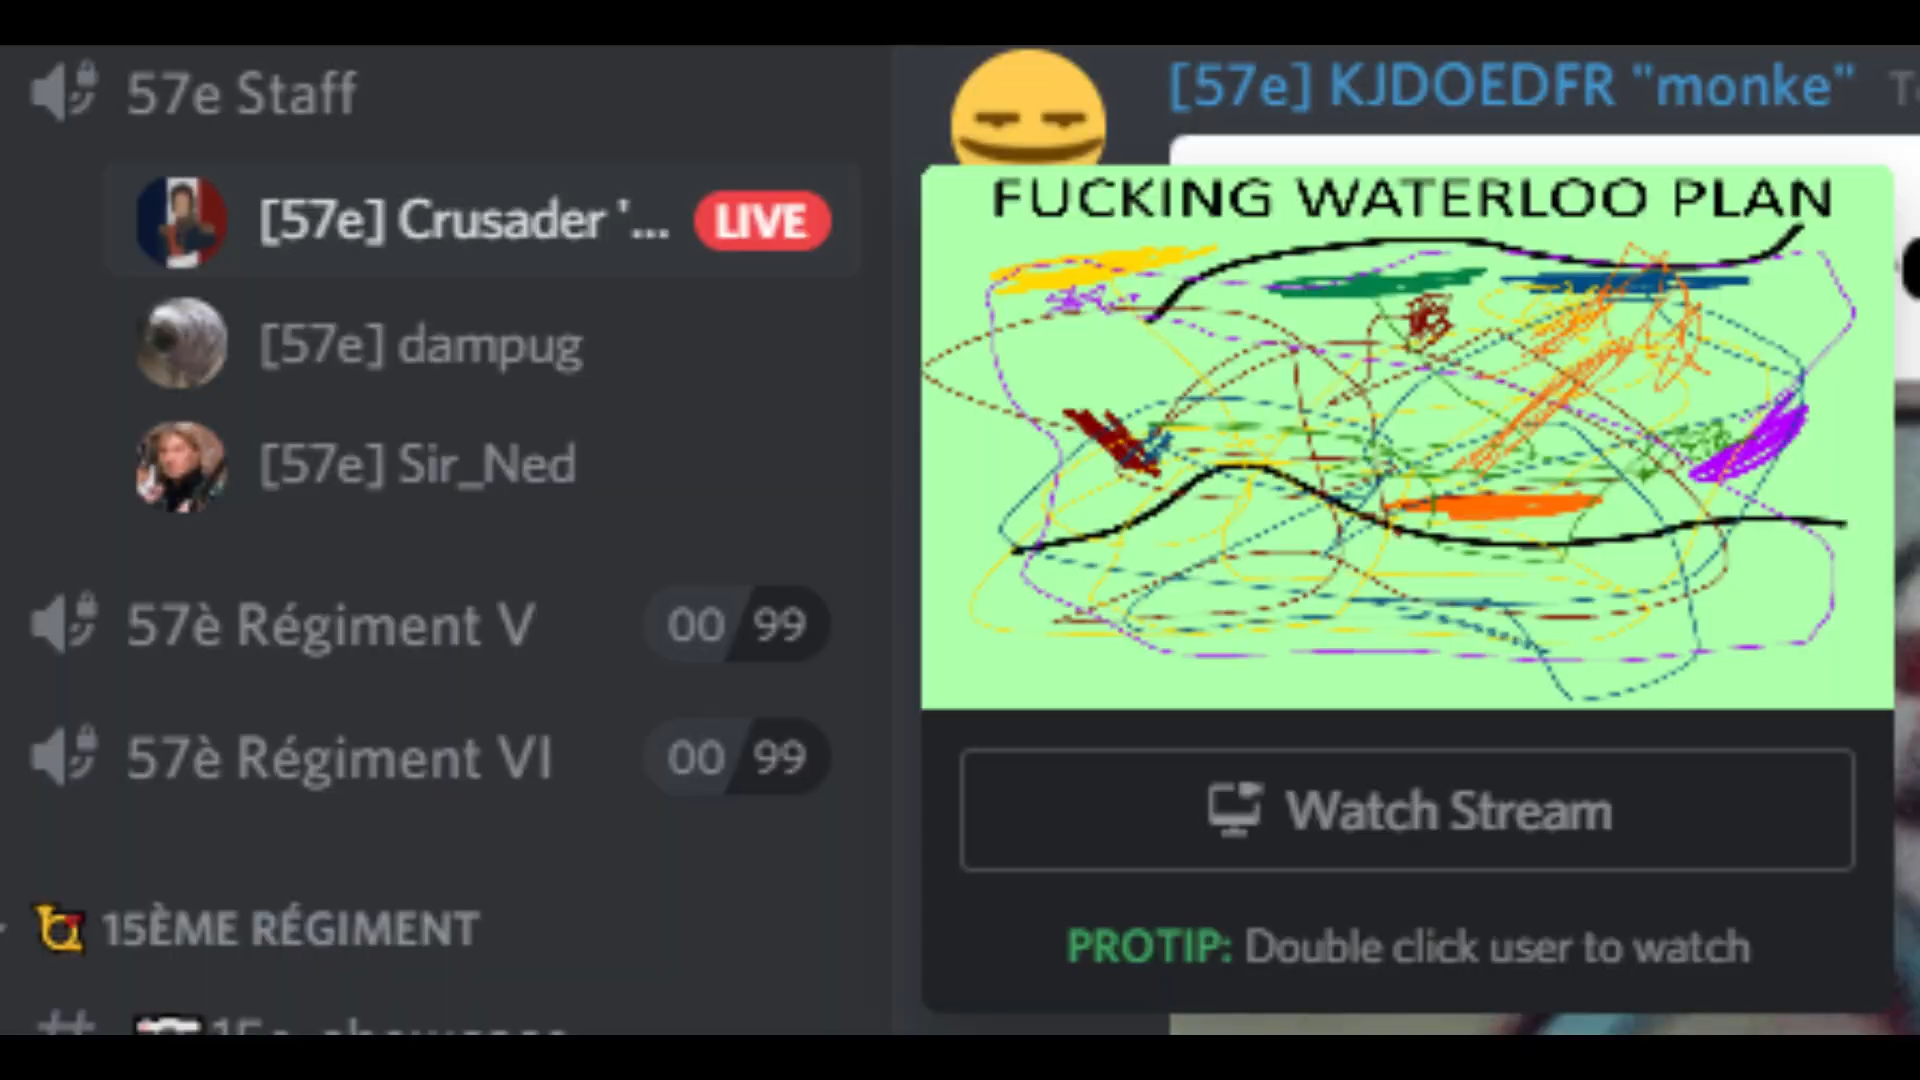 57e Staff
[57e] Crusader '...
LIVE
[57e] dampug
[57e] Sir_Ned
57è Régiment V
00 99
57è Régiment VI
00 99
15ÈME RÉGIMENT
[57e] KJDOEDFR "monke"
FUCKING WATERLOO PLAN
Watch Stream
PROTIP: Double click user to watch